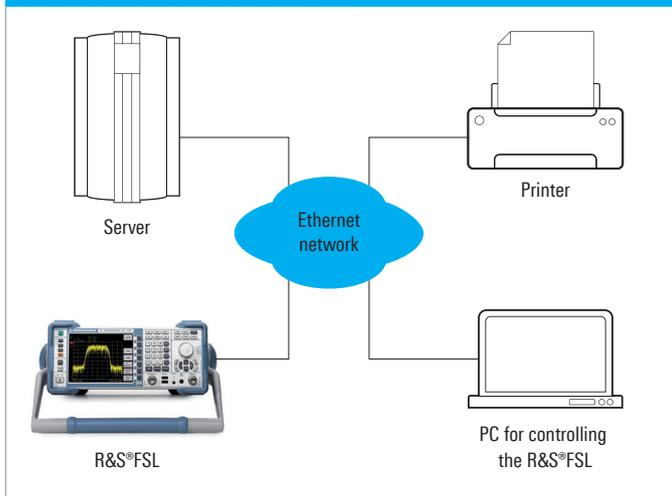 Server
Printer
Ethernet
network
R&S®FSL
PC for controlling
the R&S®FSL